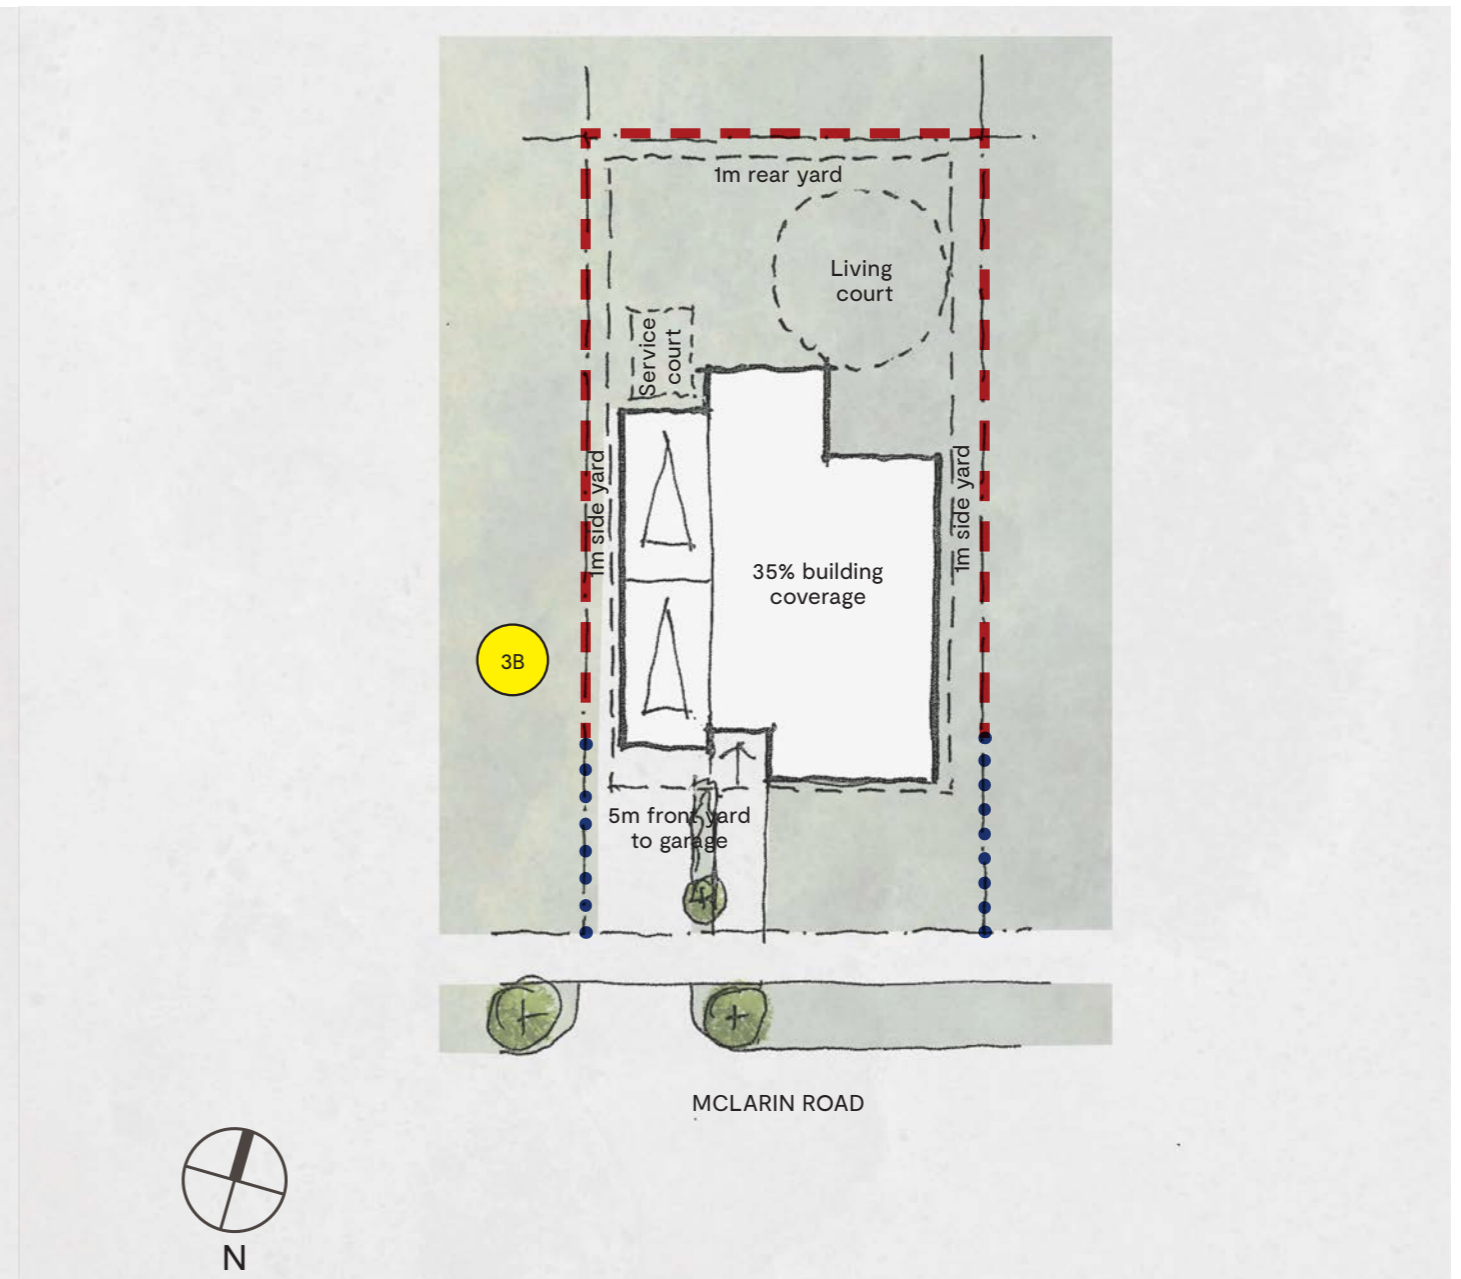 1m rear yard
Living
court
Service
court
1m side yard
1m side yard
35% building
coverage
3B
5m front yard
to garage
MCLARIN ROAD
N